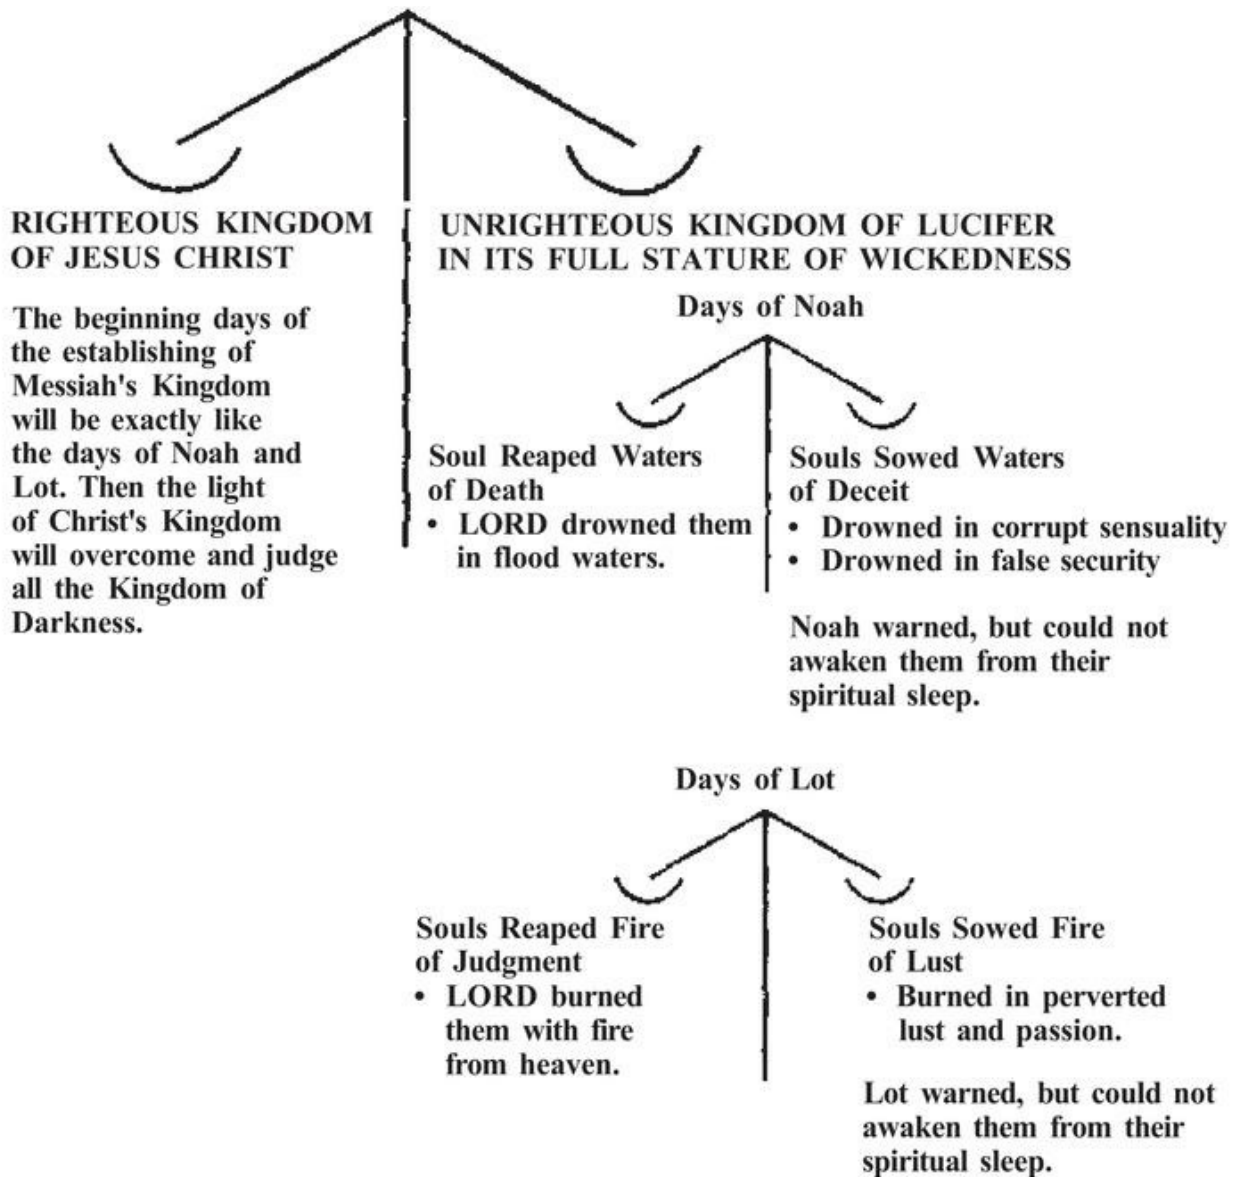 RIGHTEOUS KINGDOM
OF JESUS CHRIST
The beginning days of
the establishing of
Messiah's Kingdom
will be exactly like
the days of Noah and
Lot. Then the light
of Christ's Kingdom
will overcome and judge
all the Kingdom of
Darkness.
UNRIGHTEOUS KINGDOM OF LUCIFER
IN ITS FULL STATURE OF WICKEDNESS
Days of Noah
Soul Reaped Waters
of Death
• LORD drowned them
in flood waters.
Souls Sowed Waters
of Deceit
• Drowned in corrupt sensuality
• Drowned in false security
Noah warned, but could not
awaken them from their
spiritual sleep.
Days of Lot
Souls Reaped Fire
of Judgment
• LORD burned
them with fire
from heaven.
Souls Sowed Fire
of Lust
• Burned in perverted
lust and passion.
Lot warned, but could not
awaken them from their
spiritual sleep.